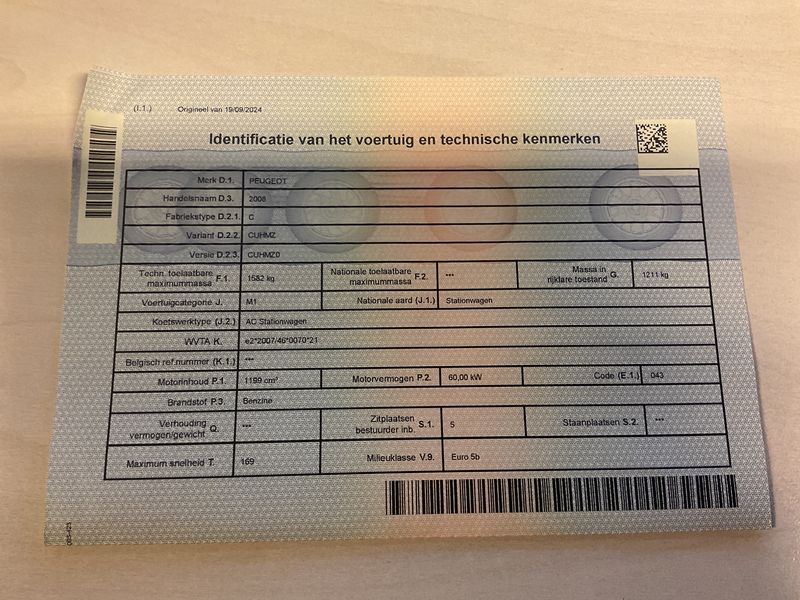 (I.1.) Origineel van 19/09/2024
Identificatie van het voertuig en technische kenmerken
Merk D.1. PEUGEOT
Handelsnaam D.3. 2008
Fabriekstype D.2.1. C
Variant D.2.2. CUHMZ
Versie D.2.3. CUHMZ0
Techn. toelaatbare maximummassa F.1. 1582 kg Nationale toelaatbare maximummassa F.2. *** Massa in rijklare toestand G. 1211 kg
Voertuigcategorie J. M1 Nationale aard (J.1.) Stationwagen
Koetswerktype (J.2.) AC Stationwagen
WVTA K. e2*2007/46*0070*21
Belgisch ref.nummer (K.1.) ***
Motorinhoud P.1. 1199 cm³ Motorvermogen P.2. 60,00 kW Code (E.1.) 043
Brandstof P.3. Benzine
Verhouding vermogen/gewicht Q. *** Zitplaatsen bestuurder inb. S.1. 5 Staanplaatsen S.2. ***
Maximum snelheid T. 169 Milieuklasse V.9. Euro 5b